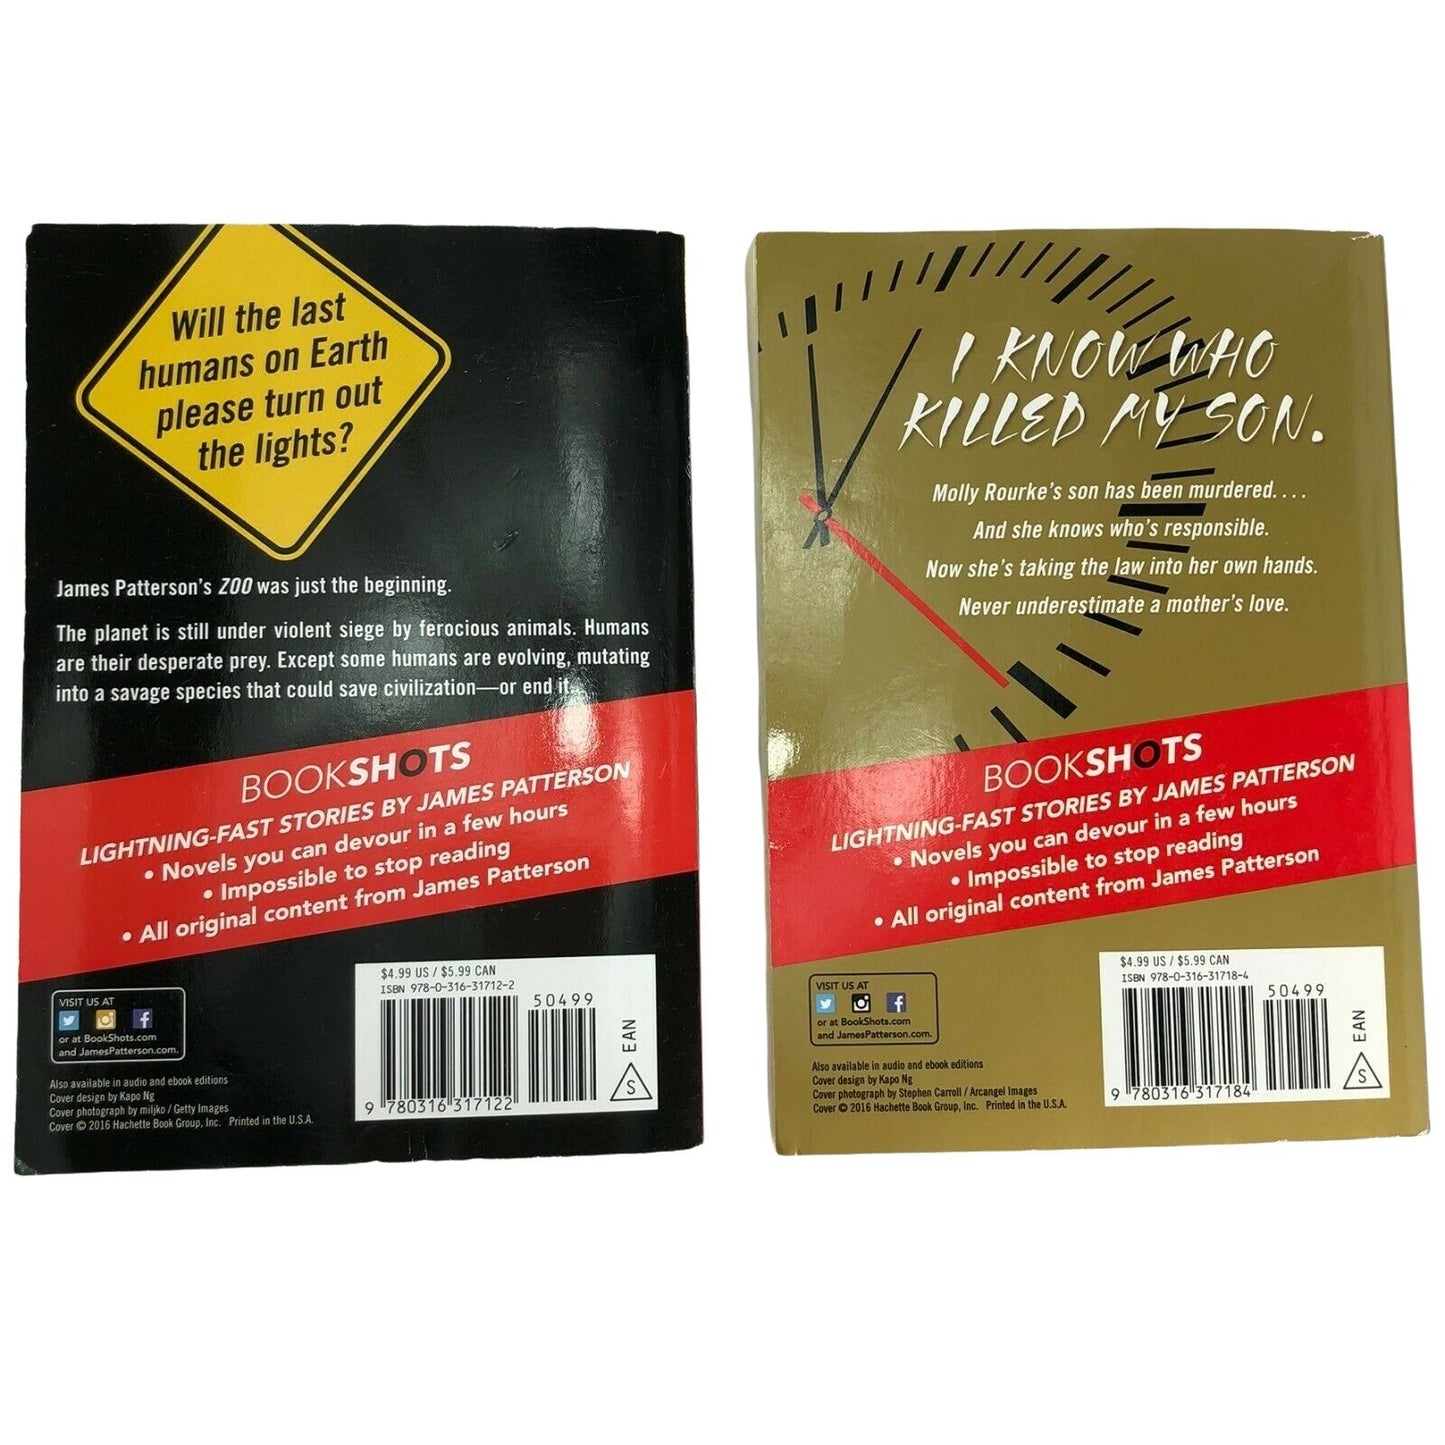 Will the last
humans on Earth
please turn out
the lights?
James Patterson's ZOO was just the beginning.
The planet is still under violent siege by ferocious animals. Humans
are their desperate prey. Except some humans are evolving, mutating
into a savage species that could save civilization—or end it.
BOOKSHOTS
LIGHTNING-FAST STORIES BY JAMES PATTERSON
• Novels you can devour in a few hours
• Impossible to stop reading
• All original content from James Patterson
VISIT US AT
or at BookShots.com
and JamesPatterson.com.
Also available in audio and ebook editions
Cover design by Kapo Ng
Cover photograph by miljko / Getty Images
Cover © 2016 Hachette Book Group, Inc. Printed in the U.S.A.
$4.99 US / $5.99 CAN
ISBN 978-0-316-31712-2
50499
9 780316 317122
EAN
S
I KNOW WHO
KILLED MY SON.
Molly Rourke's son has been murdered....
And she knows who's responsible.
Now she's taking the law into her own hands.
Never underestimate a mother's love.
BOOKSHOTS
LIGHTNING-FAST STORIES BY JAMES PATTERSON
• Novels you can devour in a few hours
• Impossible to stop reading
• All original content from James Patterson
VISIT US AT
or at BookShots.com
and JamesPatterson.com.
Also available in audio and ebook editions
Cover design by Kapo Ng
Cover photograph by Stephen Carroll / Arcangel Images
Cover © 2016 Hachette Book Group, Inc. Printed in the U.S.A.
$4.99 US / $5.99 CAN
ISBN 978-0-316-31718-4
50499
9 780316 317184
EAN
S